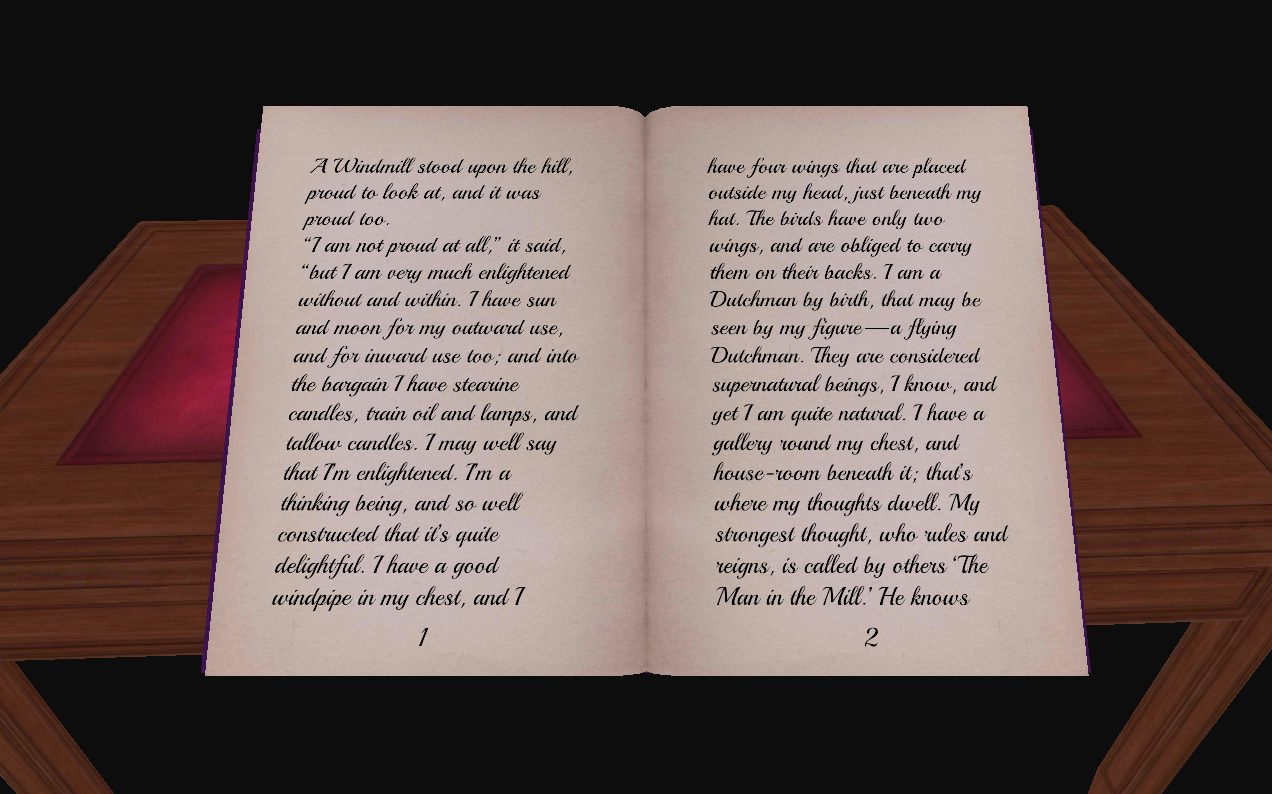 A Windmill stood upon the hill,
proud to look at, and it was
proud too.
“I am not proud at all,” it said,
“but I am very much enlightened
without and within. I have sun
and moon for my outward use,
and for inward use too; and into
the bargain I have stearine
candles, train oil and lamps, and
tallow candles. I may well say
that I’m enlightened. I’m a
thinking being, and so well
constructed that it’s quite
delightful. I have a good
windpipe in my chest, and I
1
have four wings that are placed
outside my head, just beneath my
hat. The birds have only two
wings, and are obliged to carry
them on their backs. I am a
Dutchman by birth, that may be
seen by my figure—a flying
Dutchman. They are considered
supernatural beings, I know, and
yet I am quite natural. I have a
gallery round my chest, and
house-room beneath it; that’s
where my thoughts dwell. My
strongest thought, who rules and
reigns, is called by others ‘The
Man in the Mill.’ He knows
2